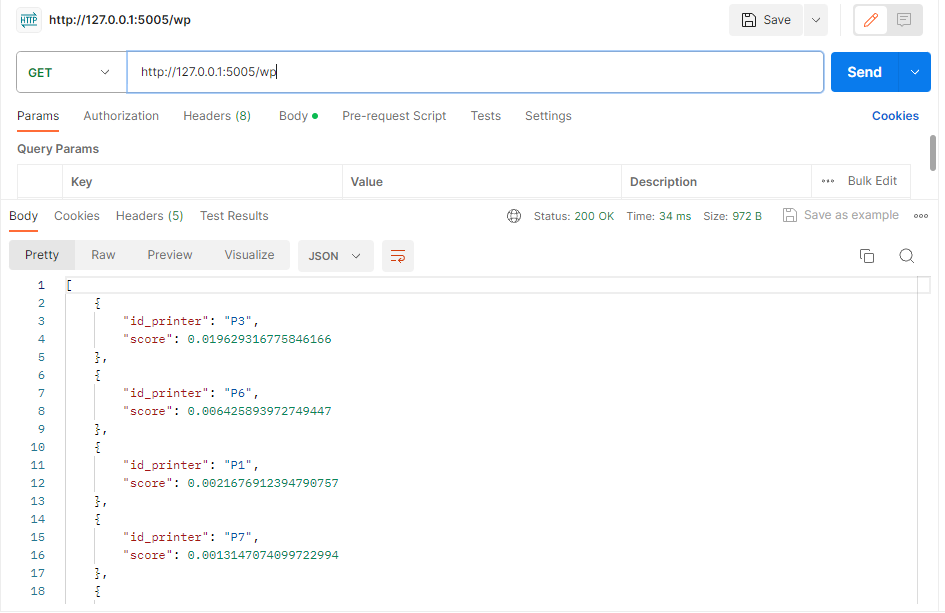 HTTP http://127.0.0.1:5005/wp Save
GET http://127.0.0.1:5005/wp Send
Params Authorization Headers (8) Body Pre-request Script Tests Settings Cookies
Query Params
Key Value Description Bulk Edit
Body Cookies Headers (5) Test Results Status: 200 OK Time: 34 ms Size: 972 B Save as example
Pretty Raw Preview Visualize JSON
1 [
2 {
3 "id_printer": "P3",
4 "score": 0.019629316775846166
5 },
6 {
7 "id_printer": "P6",
8 "score": 0.006425893972749447
9 },
10 {
11 "id_printer": "P1",
12 "score": 0.0021676912394790757
13 },
14 {
15 "id_printer": "P7",
16 "score": 0.0013147074099722994
17 },
18 {